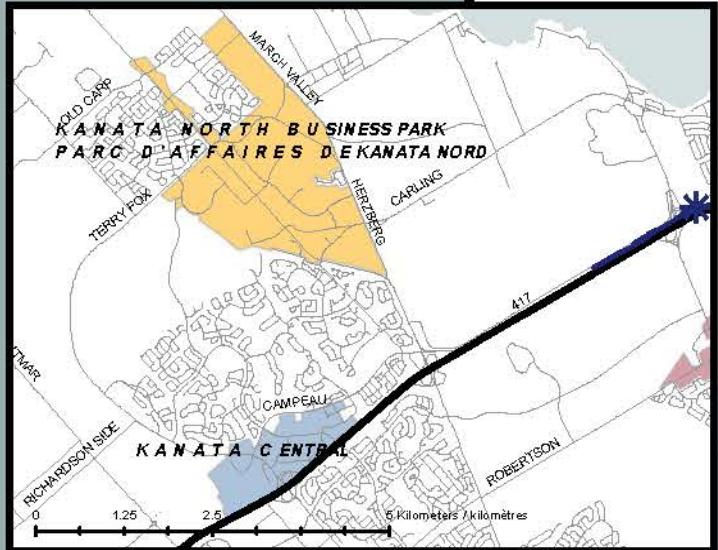 MARCH VALLEY
OLD CARP
KANATA NORTH BUSINESS PARK
PARC D'AFFAIRES DE KANATA NORD
TERRY FOX
HERZBERG
CARLING
417
CAMPEAU
KANATA CENTRAL
RICHARDSON SIDE
ROBERTSON
0 1.25 2.5 5 Kilometers / kilomètres